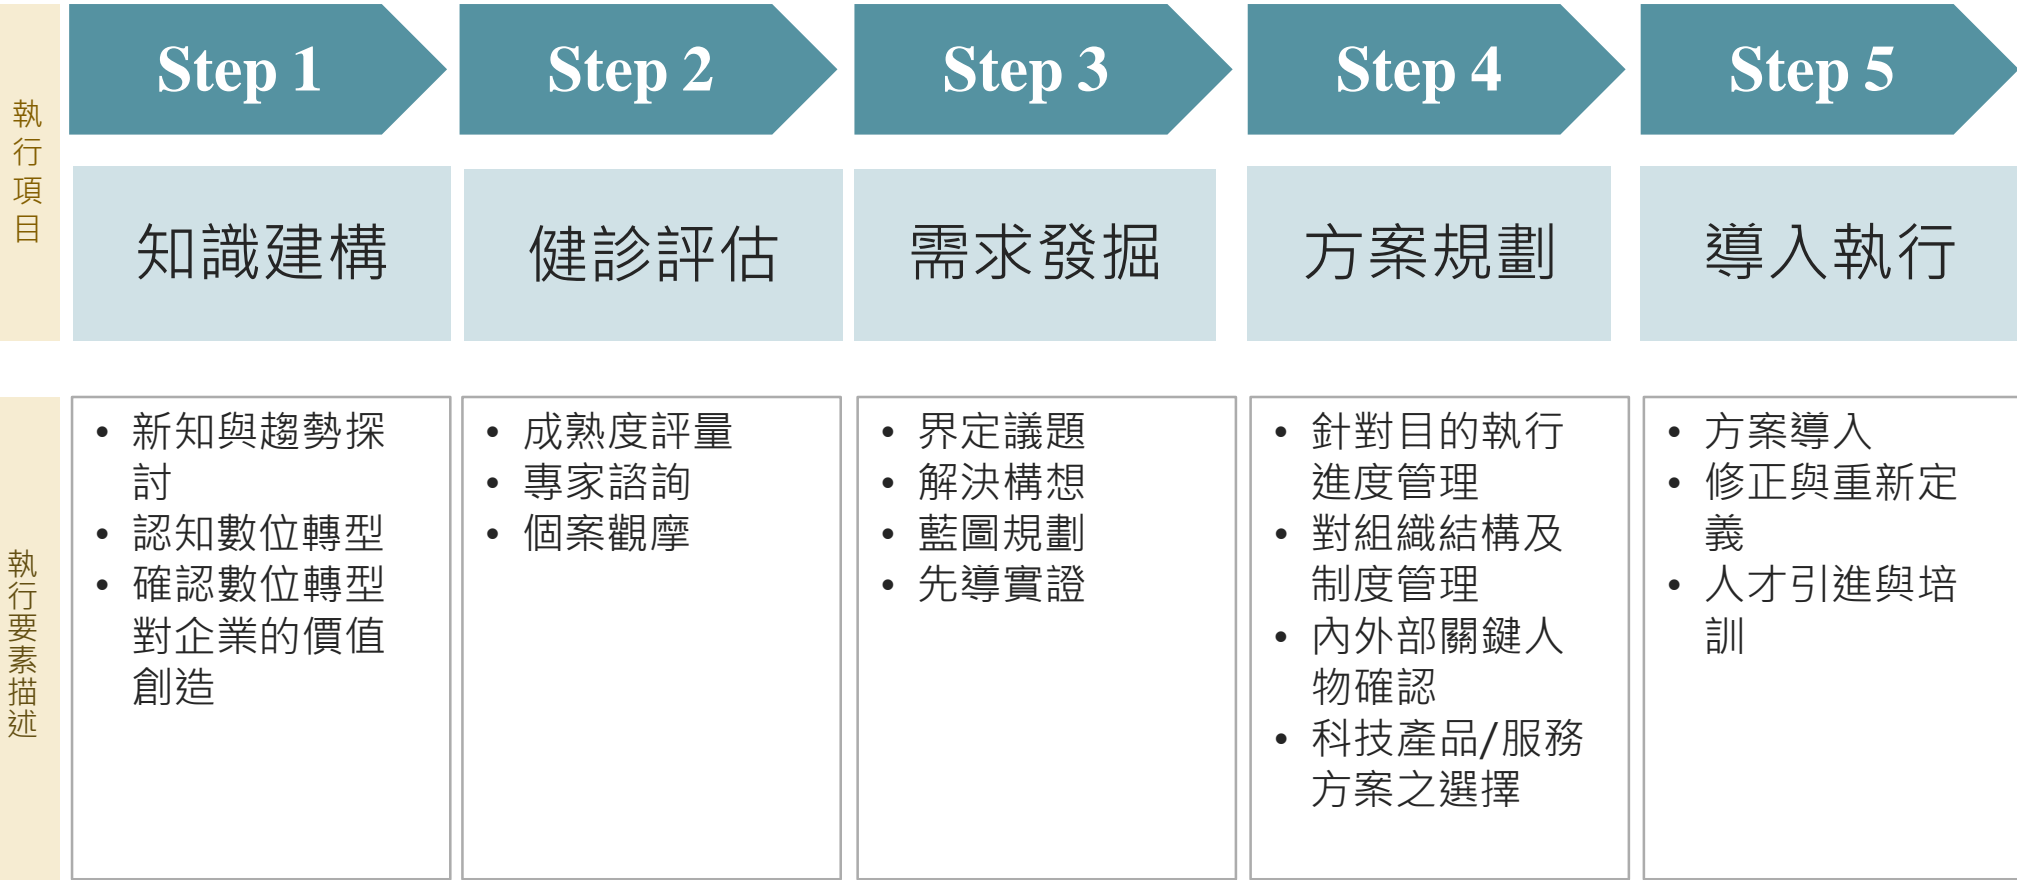 執行項目
Step 1
Step 2
Step 3
Step 4
Step 5
知識建構
健診評估
需求發掘
方案規劃
導入執行
執行要素描述
• 新知與趨勢探
討
• 認知數位轉型
• 確認數位轉型
對企業的價值
創造
• 成熟度評量
• 專家諮詢
• 個案觀摩
• 界定議題
• 解決構想
• 藍圖規劃
• 先導實證
• 針對目的執行
進度管理
• 對組織結構及
制度管理
• 內外部關鍵人
物確認
• 科技產品/服務
方案之選擇
• 方案導入
• 修正與重新定
義
• 人才引進與培
訓